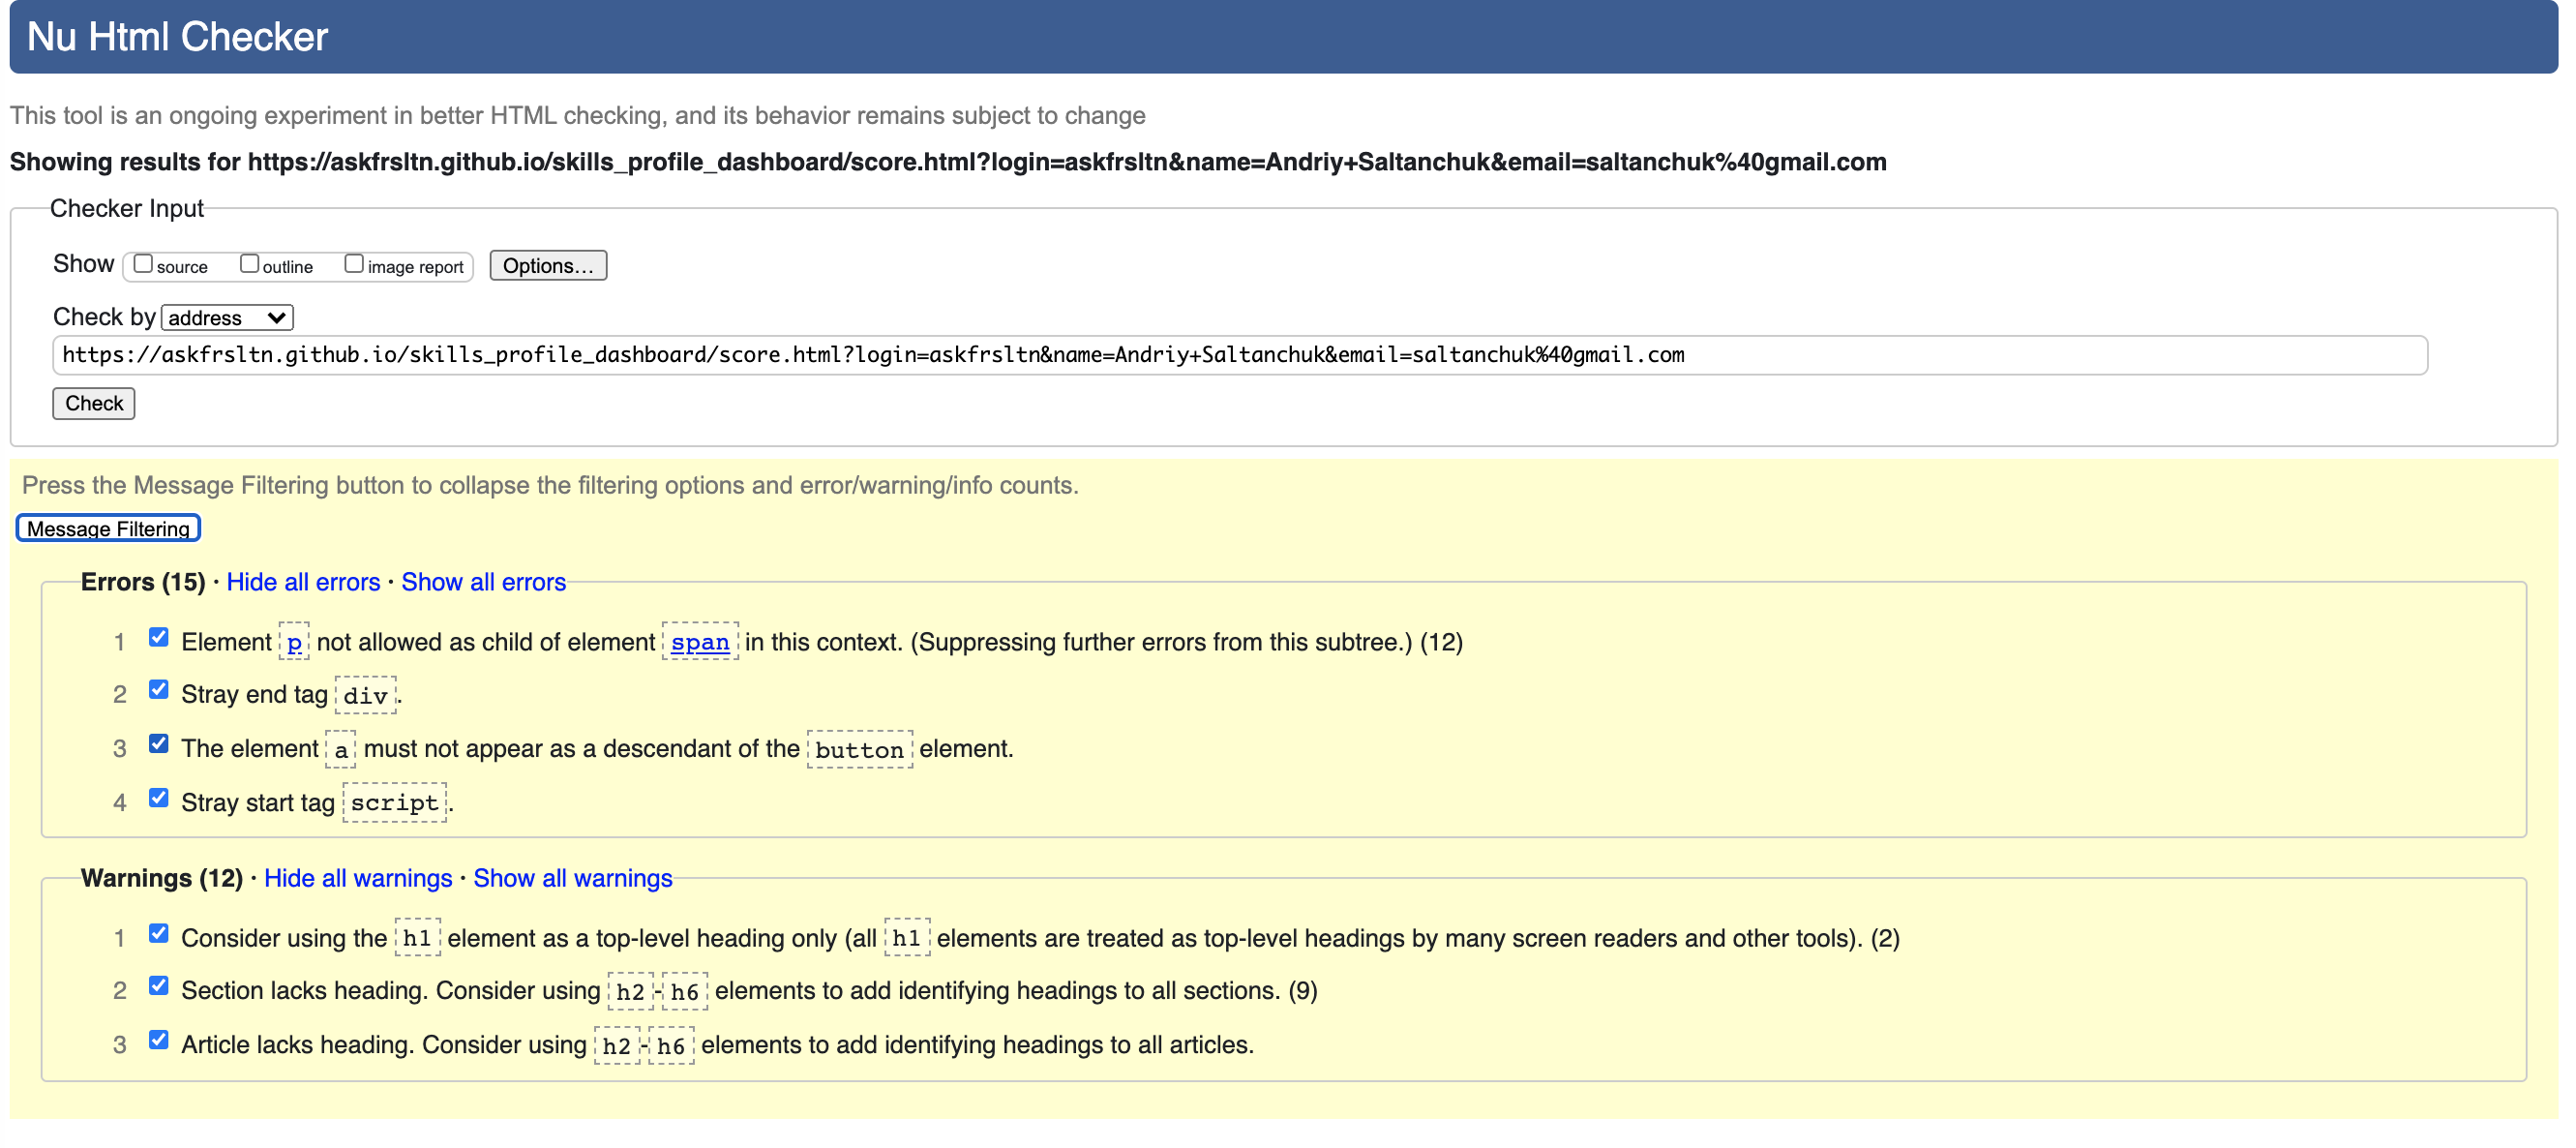 Nu Html Checker
This tool is an ongoing experiment in better HTML checking, and its behavior remains subject to change
Showing results for https://askfrsltn.github.io/skills_profile_dashboard/score.html?login=askfrsltn&name=Andriy+Saltanchuk&email=saltanchuk%40gmail.com
Checker Input
Show source outline image report Options…
Check by address
https://askfrsltn.github.io/skills_profile_dashboard/score.html?login=askfrsltn&name=Andriy+Saltanchuk&email=saltanchuk%40gmail.com
Check
Press the Message Filtering button to collapse the filtering options and error/warning/info counts.
Message Filtering
Errors (15) · Hide all errors · Show all errors
1 Element p not allowed as child of element span in this context. (Suppressing further errors from this subtree.) (12)
2 Stray end tag div.
3 The element a must not appear as a descendant of the button element.
4 Stray start tag script.
Warnings (12) · Hide all warnings · Show all warnings
1 Consider using the h1 element as a top-level heading only (all h1 elements are treated as top-level headings by many screen readers and other tools). (2)
2 Section lacks heading. Consider using h2-h6 elements to add identifying headings to all sections. (9)
3 Article lacks heading. Consider using h2-h6 elements to add identifying headings to all articles.